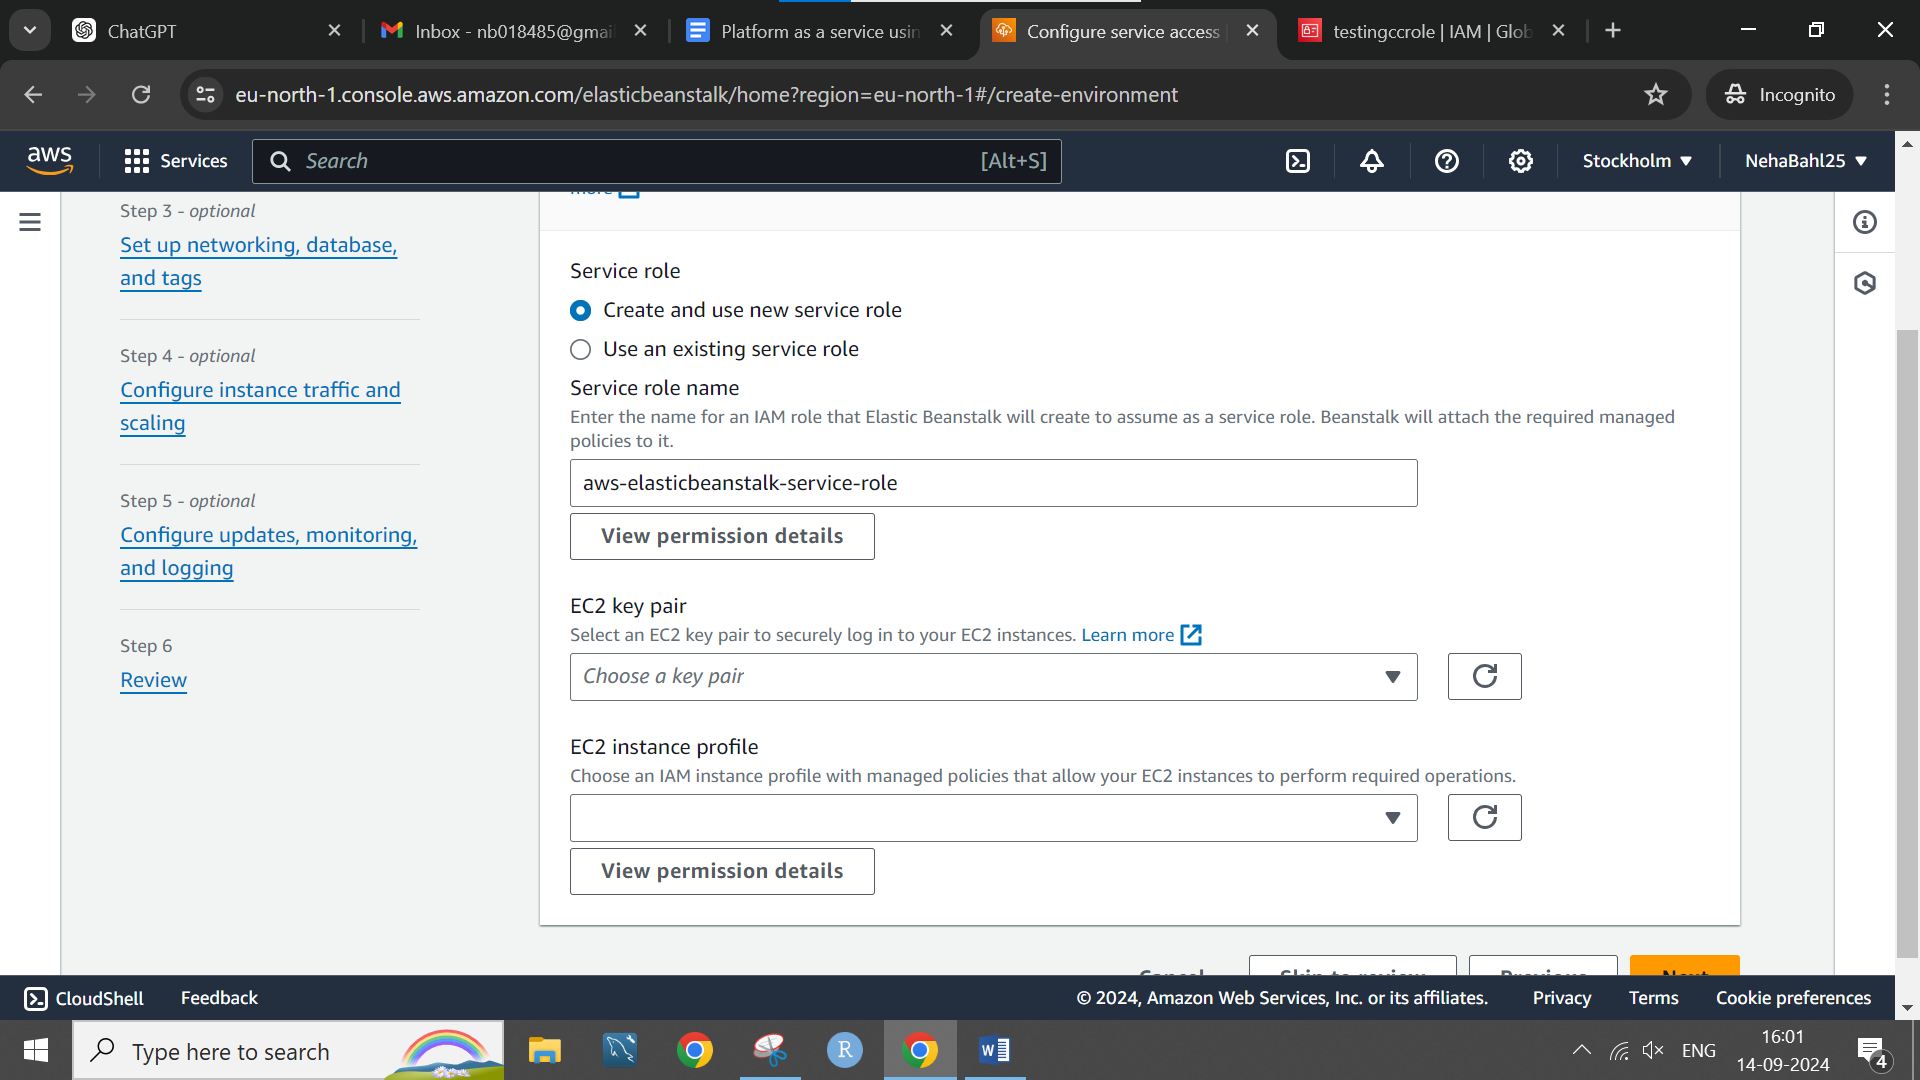 ChatGPT
Inbox - nb018485@gmai
Platform as a service usin
Configure service access
testingccrole | IAM | Glob
eu-north-1.console.aws.amazon.com/elasticbeanstalk/home?region=eu-north-1#/create-environment
Incognito
aws
Services
Search
[Alt+S]
Stockholm
NehaBahl25
more
Step 3 - optional
Set up networking, database,
and tags
Step 4 - optional
Configure instance traffic and
scaling
Step 5 - optional
Configure updates, monitoring,
and logging
Step 6
Review
Service role
Create and use new service role
Use an existing service role
Service role name
Enter the name for an IAM role that Elastic Beanstalk will create to assume as a service role. Beanstalk will attach the required managed
policies to it.
aws-elasticbeanstalk-service-role
View permission details
EC2 key pair
Select an EC2 key pair to securely log in to your EC2 instances. Learn more
Choose a key pair
EC2 instance profile
Choose an IAM instance profile with managed policies that allow your EC2 instances to perform required operations.
View permission details
Cancel
Skip to review
Previous
Next
CloudShell
Feedback
© 2024, Amazon Web Services, Inc. or its affiliates.
Privacy
Terms
Cookie preferences
Type here to search
R
W
ENG
16:01
14-09-2024
4